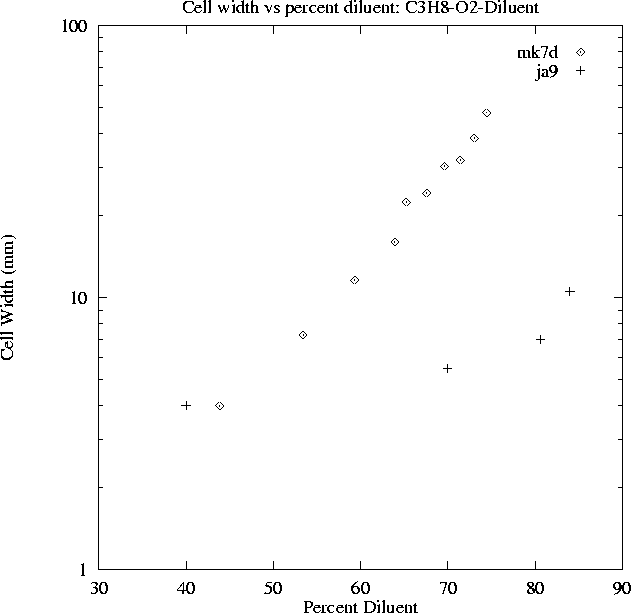 Cell width vs percent diluent: C3H8-O2-Diluent
100
mk7d
ja9
Cell Width (mm)
10
1
30 40 50 60 70 80 90
Percent Diluent